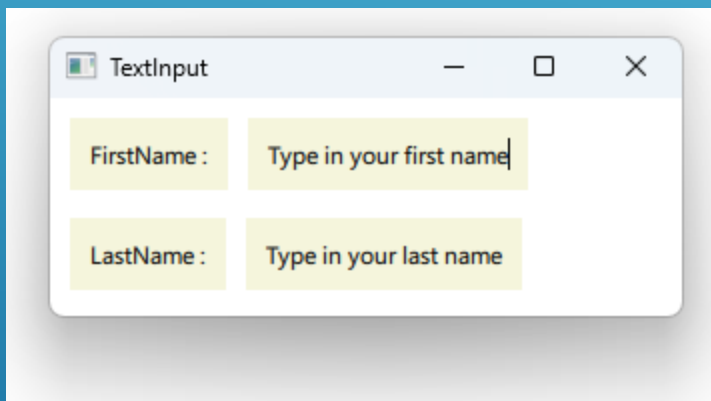 TextInput
FirstName : Type in your first name
LastName : Type in your last name